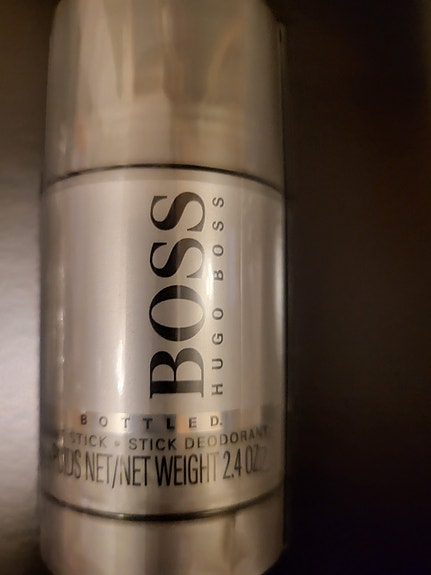 BOSS
HUGO BOSS
BOTTLED.
STICK • STICK DEODORANT
NET/NET WEIGHT 2.4 OZ